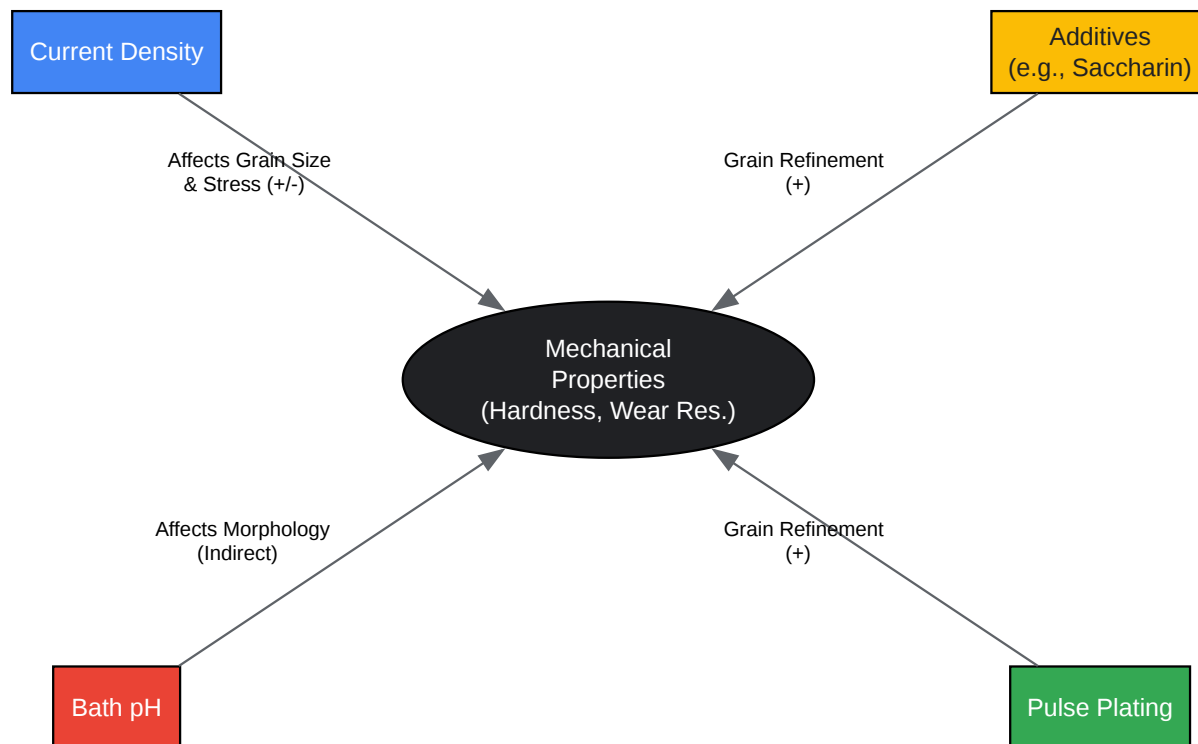 Current Density
Additives
(e.g., Saccharin)
Affects Grain Size
& Stress (+/-)
Grain Refinement
(+)
Mechanical
Properties
(Hardness, Wear Res.)
Affects Morphology
(Indirect)
Grain Refinement
(+)
Bath pH
Pulse Plating